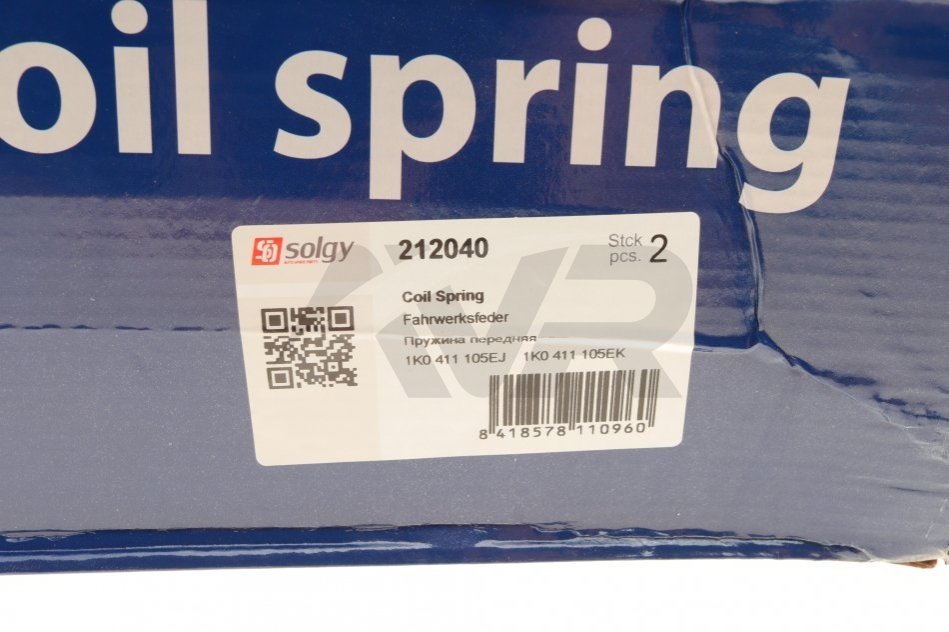 oil spring
solgy 212040 Stck pcs. 2
Coil Spring
Fahrwerksfeder
Пружина передняя
1K0 411 105EJ 1K0 411 105EK
8 418578 110960
VR